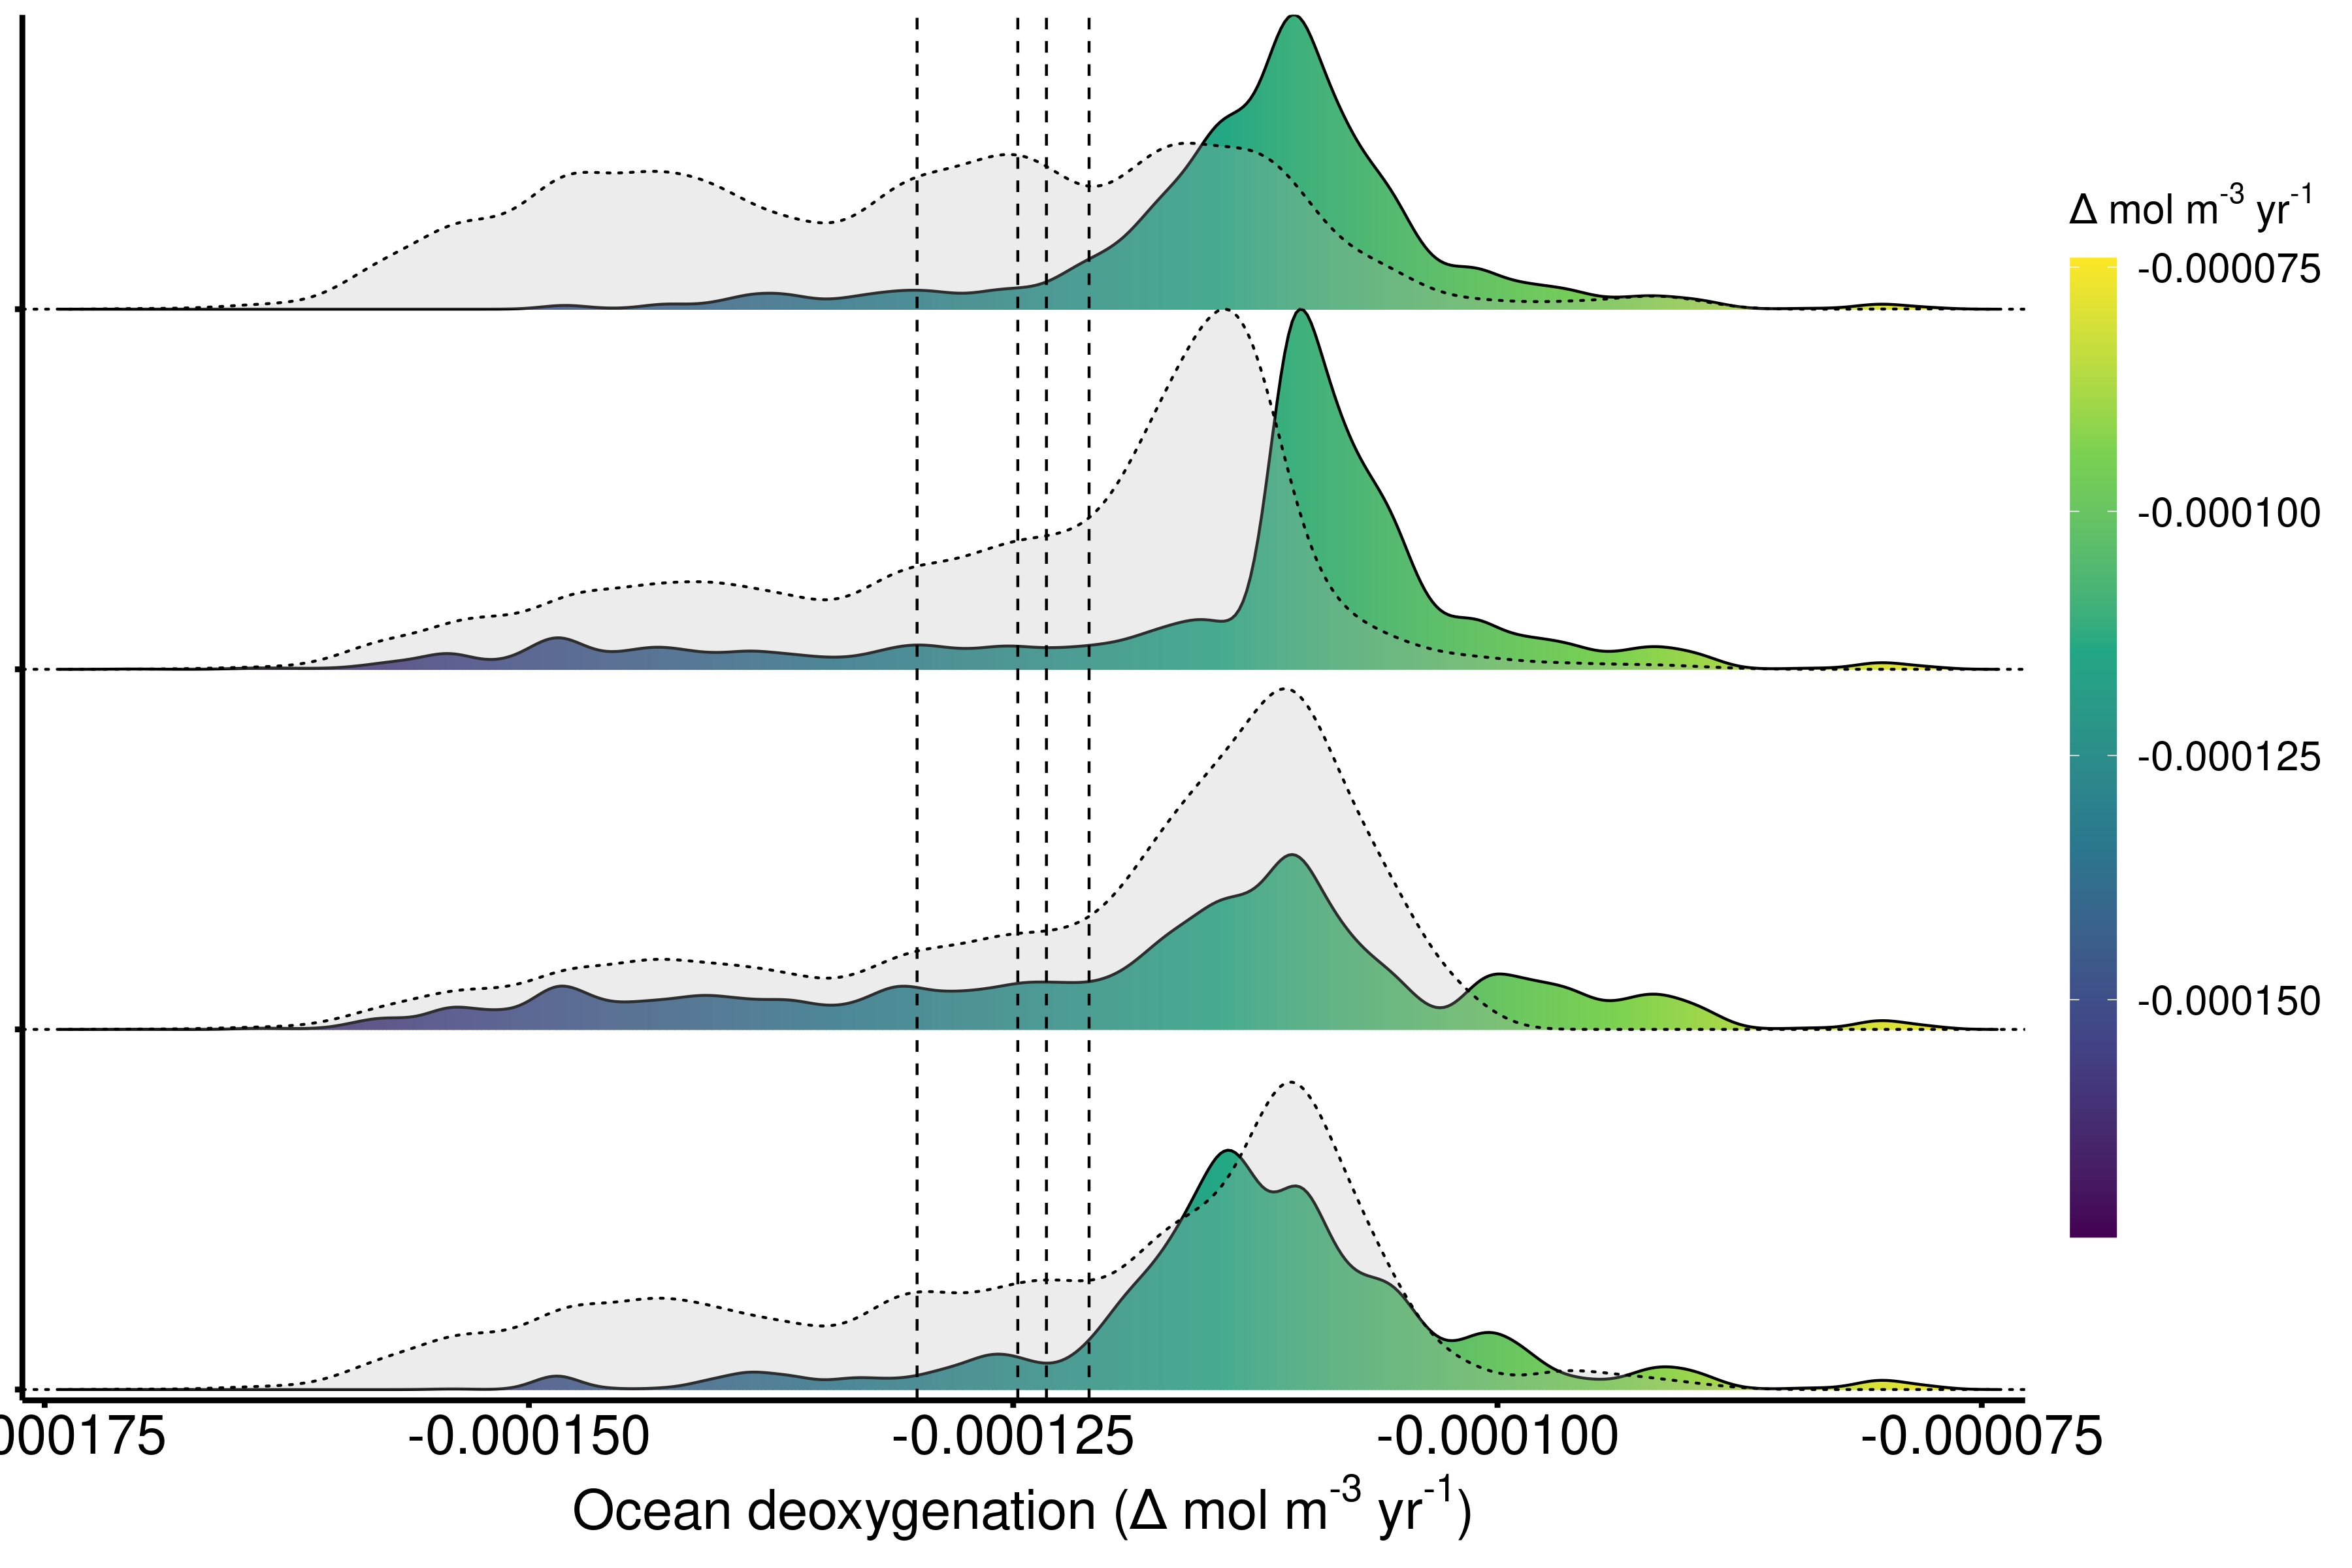 Δ mol m-3 yr-1
-0.000075
-0.000100
-0.000125
-0.000150
000175 -0.000150 -0.000125 -0.000100 -0.000075
Ocean deoxygenation (Δ mol m-3 yr-1)